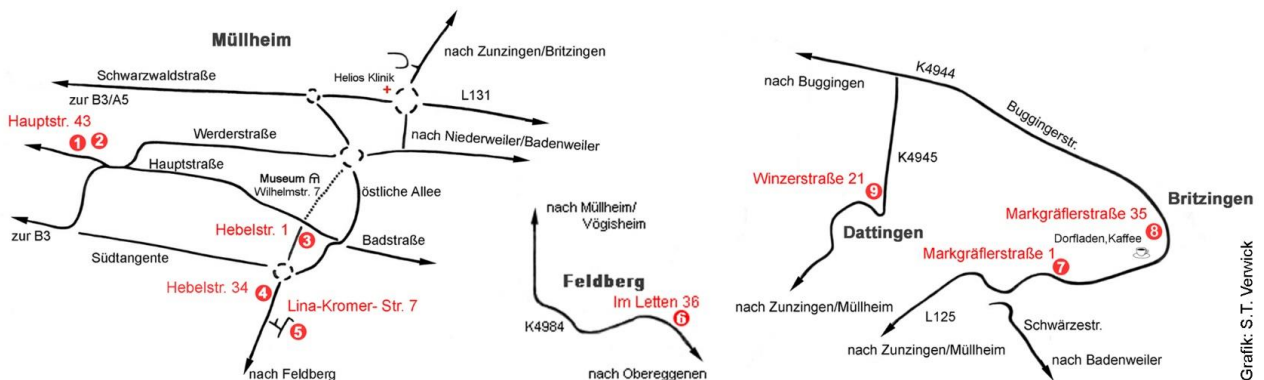 Müllheim
nach Zunzingen/Britzingen
Schwarzwaldstraße
Helios Klinik
zur B3/A5
L131
Hauptstr. 43
1 2
Werderstraße
nach Niederweiler/Badenweiler
Hauptstraße
Museum
Wilhelmstr. 7
östliche Allee
Hebelstr. 1
3
zur B3
Badstraße
Südtangente
Hebelstr. 34
4
Lina-Kromer- Str. 7
5
nach Feldberg
nach Müllheim/
Vögisheim
Feldberg
Im Letten 36
6
K4984
nach Obereggenen
K4944
nach Buggingen
Buggingerstr.
K4945
Winzerstraße 21
9
Britzingen
Markgräflerstraße 35
8
Dattingen
Dorfladen,Kaffee
Markgräflerstraße 1
7
nach Zunzingen/Müllheim
L125
Schwärzestr.
nach Zunzingen/Müllheim
nach Badenweiler
Grafik: S.T. Verwick